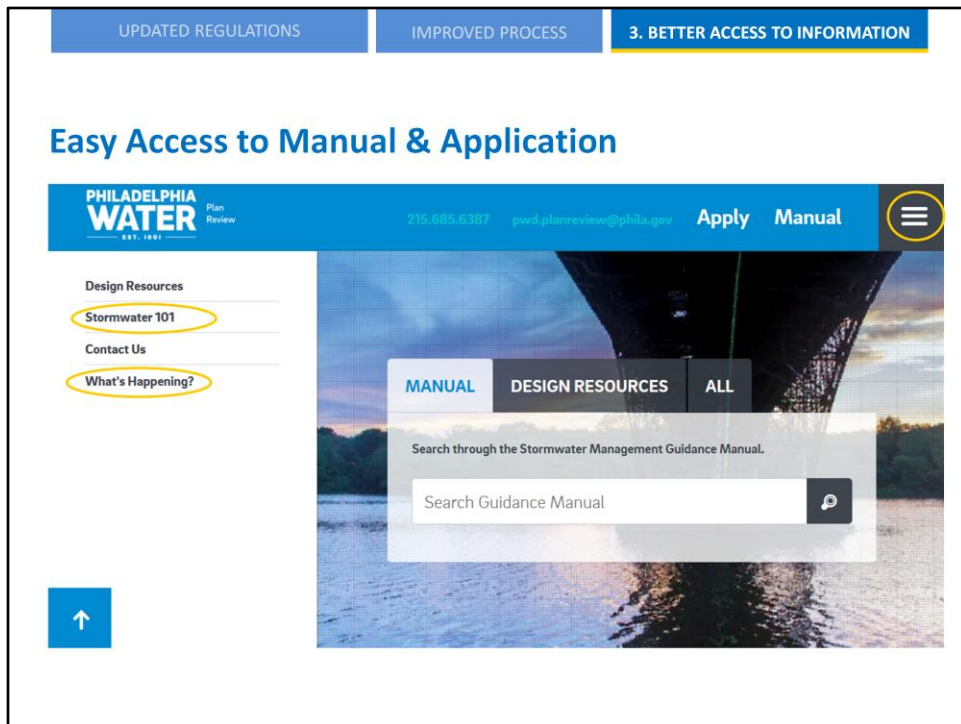 UPDATED REGULATIONS
IMPROVED PROCESS
3. BETTER ACCESS TO INFORMATION
Easy Access to Manual & Application
PHILADELPHIA
WATER
EST. 1801
Plan
Review
215.685.6387
pwd.planreview@phila.gov
Apply
Manual
Design Resources
Stormwater 101
Contact Us
What's Happening?
MANUAL
DESIGN RESOURCES
ALL
Search through the Stormwater Management Guidance Manual.
Search Guidance Manual